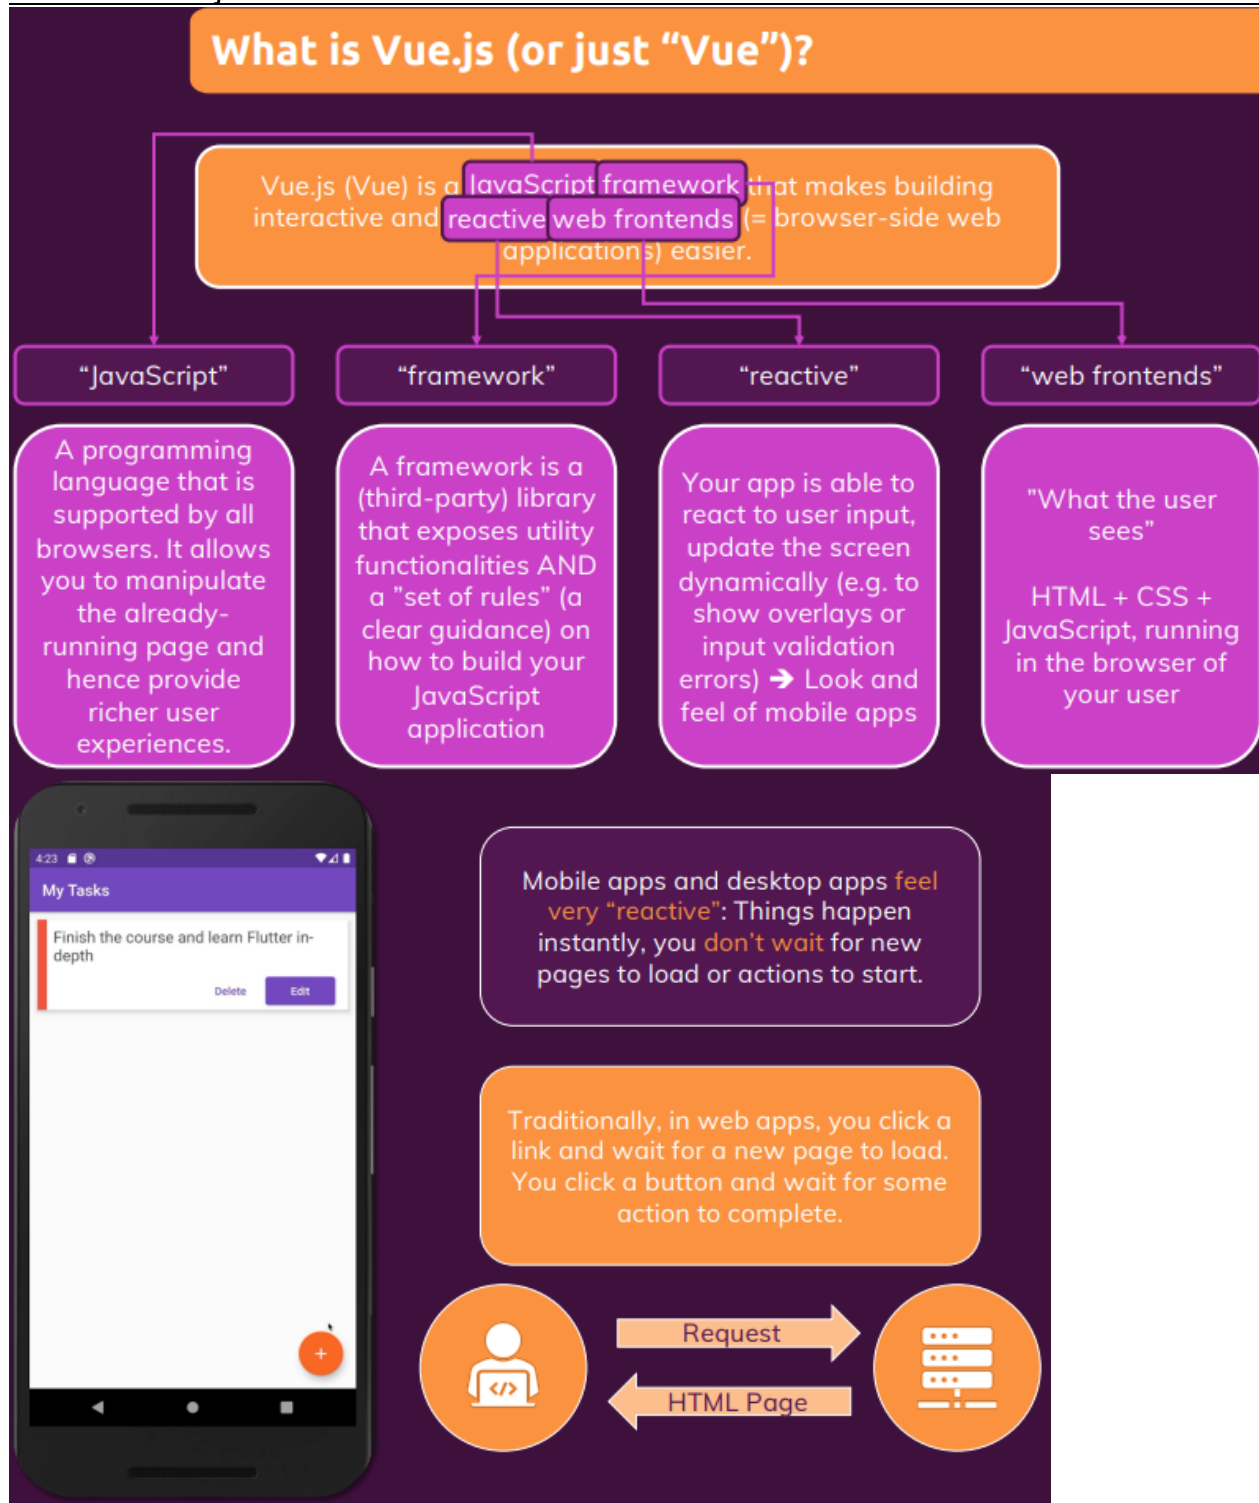 What is Vue.js (or just “Vue”)?
Vue.js (Vue) is a JavaScript framework that makes building
interactive and reactive web frontends (= browser-side web
applications) easier.
“JavaScript”
“framework”
“reactive”
“web frontends”
A programming
language that is
supported by all
browsers. It allows
you to manipulate
the already-
running page and
hence provide
richer user
experiences.
A framework is a
(third-party) library
that exposes utility
functionalities AND
a ”set of rules” (a
clear guidance) on
how to build your
JavaScript
application
Your app is able to
react to user input,
update the screen
dynamically (e.g. to
show overlays or
input validation
errors) ➔ Look and
feel of mobile apps
”What the user
sees”
HTML + CSS +
JavaScript, running
in the browser of
your user
4:23
My Tasks
Finish the course and learn Flutter in-
depth
Delete
Edit
+
Mobile apps and desktop apps feel
very “reactive”: Things happen
instantly, you don’t wait for new
pages to load or actions to start.
Traditionally, in web apps, you click a
link and wait for a new page to load.
You click a button and wait for some
action to complete.
</>
Request
HTML Page